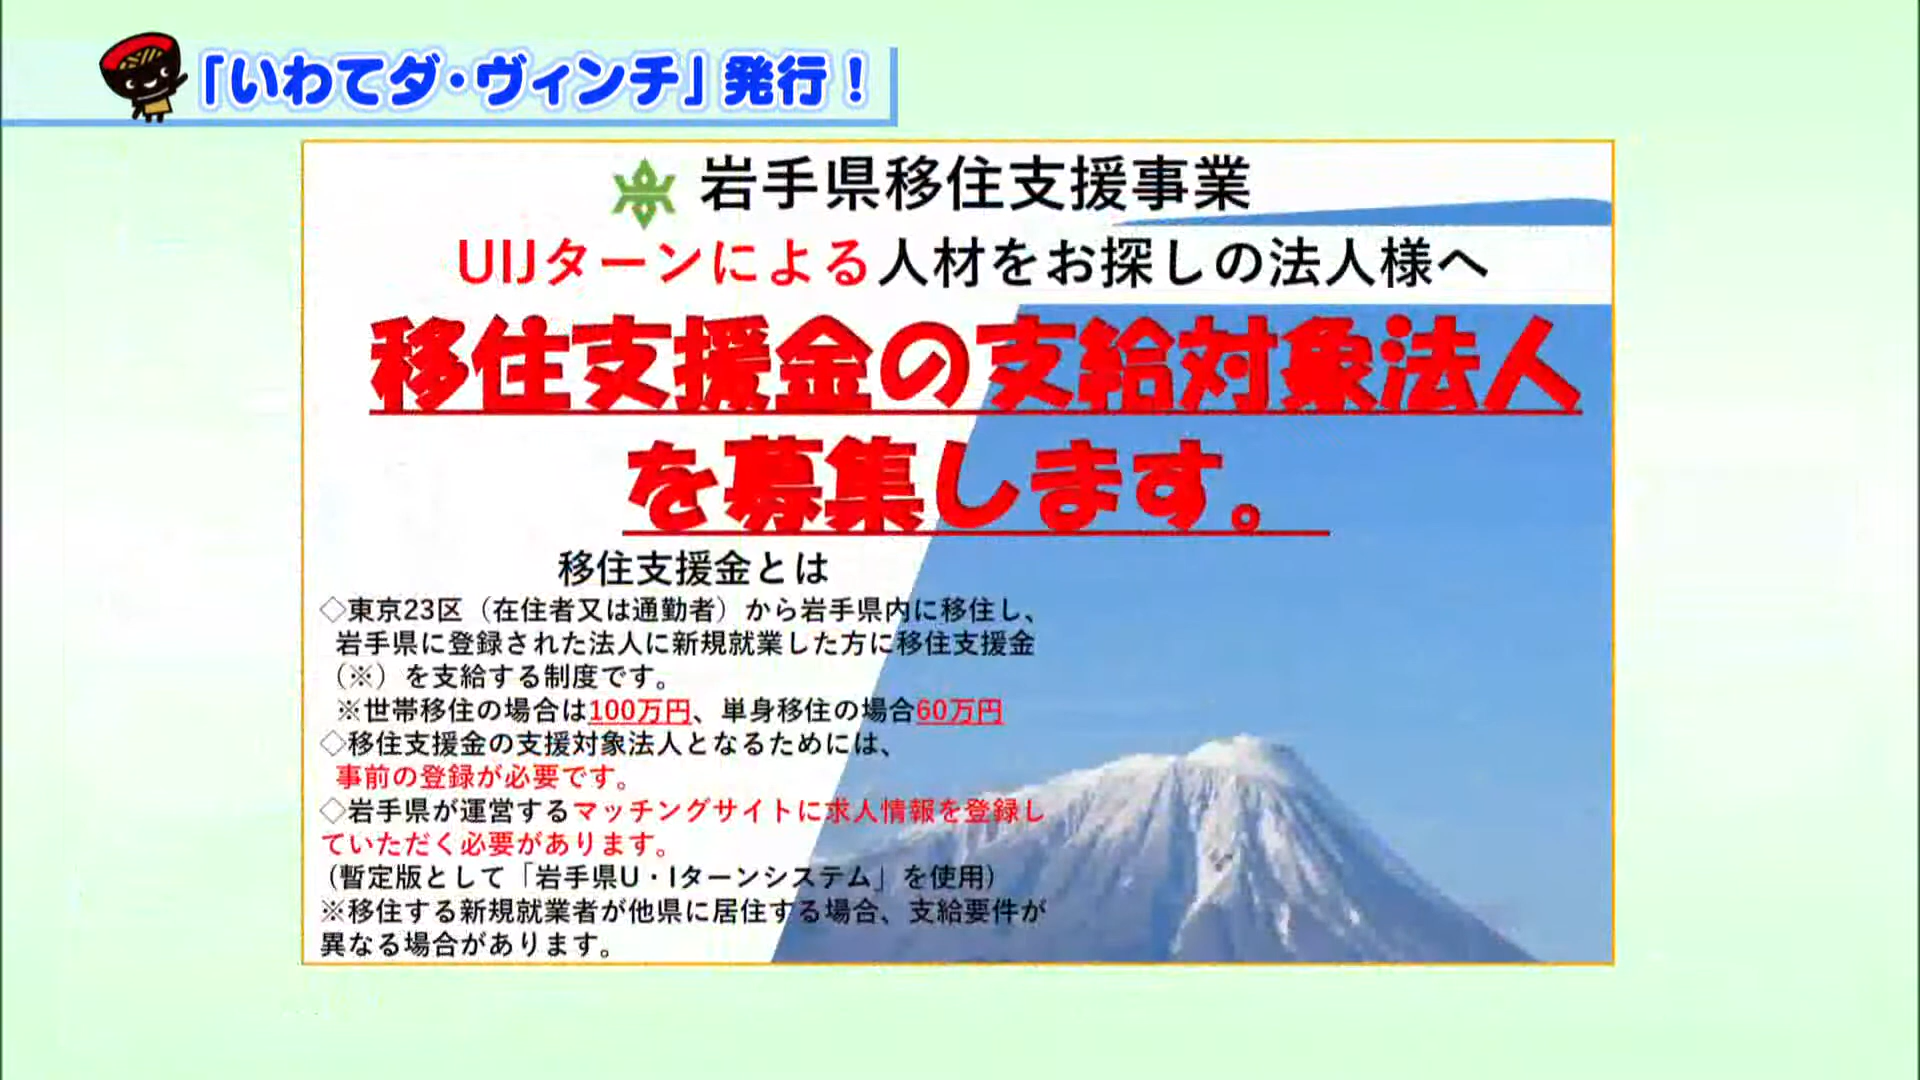 「いわてダ・ヴィンチ」発行！
岩手県移住支援事業
UIJターンによる人材をお探しの法人様へ
移住支援金の支給対象法人
を募集します。
移住支援金とは
◇東京23区（在住者又は通勤者）から岩手県内に移住し、
岩手県に登録された法人に新規就業した方に移住支援金
（※）を支給する制度です。
※世帯移住の場合は100万円、単身移住の場合60万円
◇移住支援金の支援対象法人となるためには、
事前の登録が必要です。
◇岩手県が運営するマッチングサイトに求人情報を登録し
ていただく必要があります。
（暫定版として「岩手県U・Iターンシステム」を使用）
※移住する新規就業者が他県に居住する場合、支給要件が
異なる場合があります。